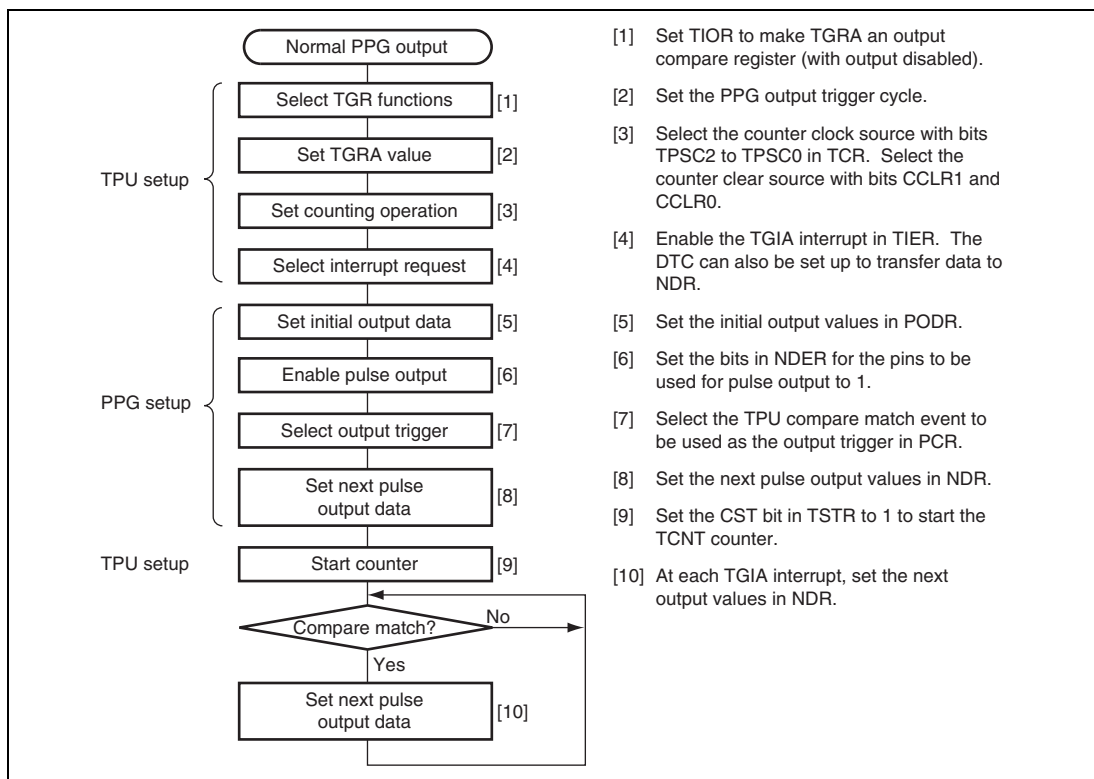 Normal PPG output
Select TGR functions [1]
Set TGRA value [2]
TPU setup
Set counting operation [3]
Select interrupt request [4]
Set initial output data [5]
Enable pulse output [6]
PPG setup
Select output trigger [7]
Set next pulse
output data [8]
TPU setup
Start counter [9]
Compare match?
No
Yes
Set next pulse
output data [10]
[1] Set TIOR to make TGRA an output
compare register (with output disabled).
[2] Set the PPG output trigger cycle.
[3] Select the counter clock source with bits
TPSC2 to TPSC0 in TCR. Select the
counter clear source with bits CCLR1 and
CCLR0.
[4] Enable the TGIA interrupt in TIER. The
DTC can also be set up to transfer data to
NDR.
[5] Set the initial output values in PODR.
[6] Set the bits in NDER for the pins to be
used for pulse output to 1.
[7] Select the TPU compare match event to
be used as the output trigger in PCR.
[8] Set the next pulse output values in NDR.
[9] Set the CST bit in TSTR to 1 to start the
TCNT counter.
[10] At each TGIA interrupt, set the next
output values in NDR.